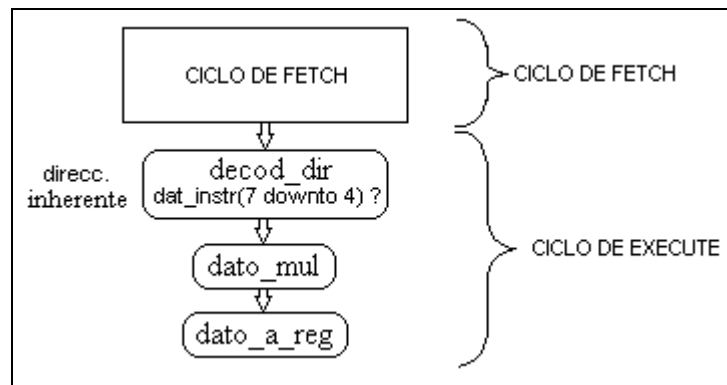 CICLO DE FETCH
CICLO DE FETCH
direcc.
inherente
decod_dir
dat_instr(7 downto 4) ?
dato_mul
CICLO DE EXECUTE
dato_a_reg